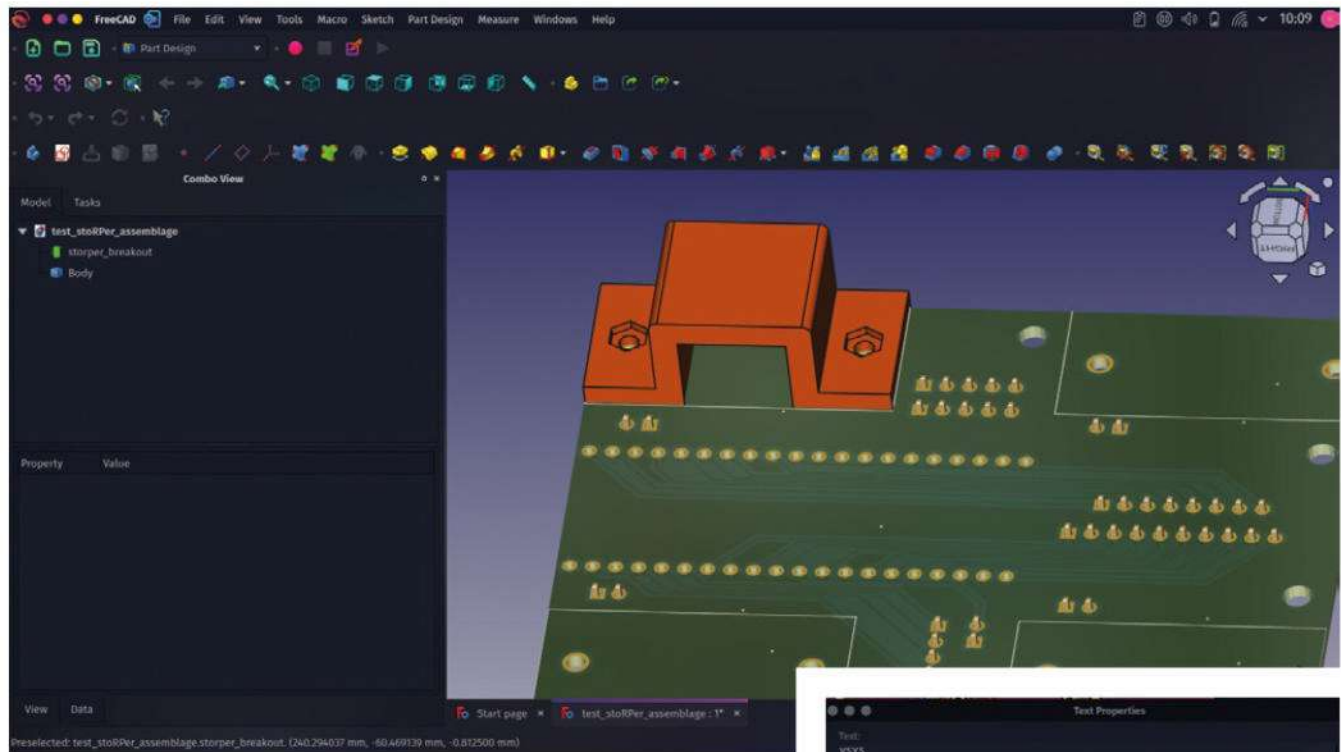 FreeCAD File Edit View Tools Macro Sketch Part Design Measure Windows Help 10:09
Part Design
Combo View
Model Tasks
test_stoRPer_assemblage
storper_breakout
Body
Property Value
View Data
Start page test_stoRPer_assemblage : 1*
Preselected: test_stoRPer_assemblage.storper_breakout. (240.294037 mm, -60.469139 mm, -0.812500 mm)
Text Properties
Text:
VSYS